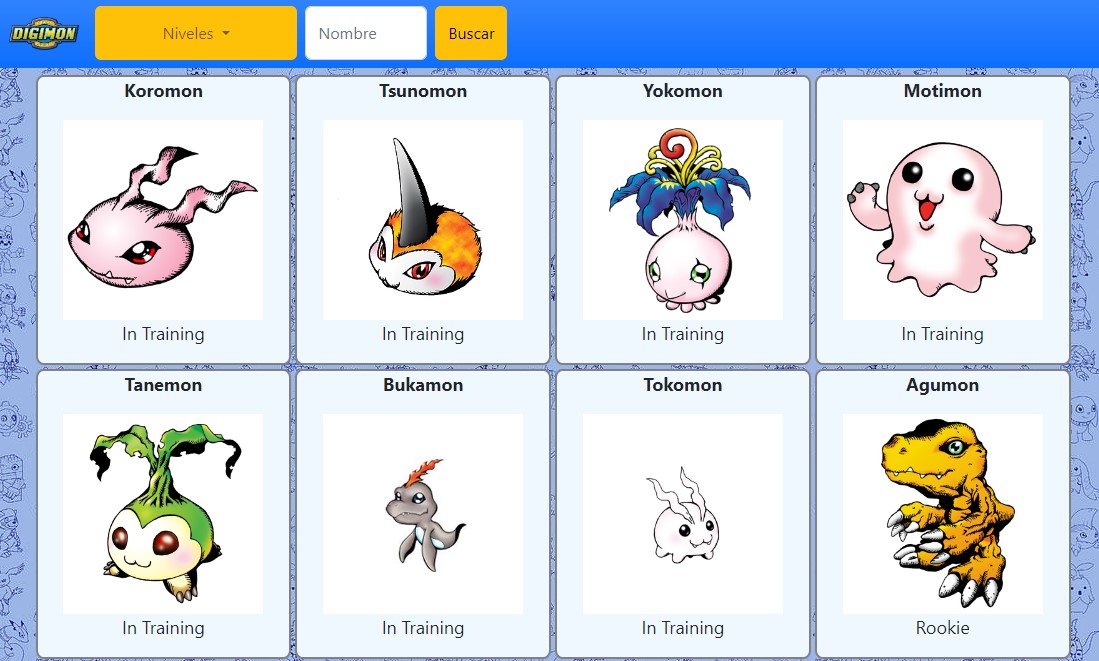 DIGIMON
Niveles
Nombre
Buscar
Koromon
Tsunomon
Yokomon
Motimon
In Training
In Training
In Training
In Training
Tanemon
Bukamon
Tokomon
Agumon
In Training
In Training
In Training
Rookie